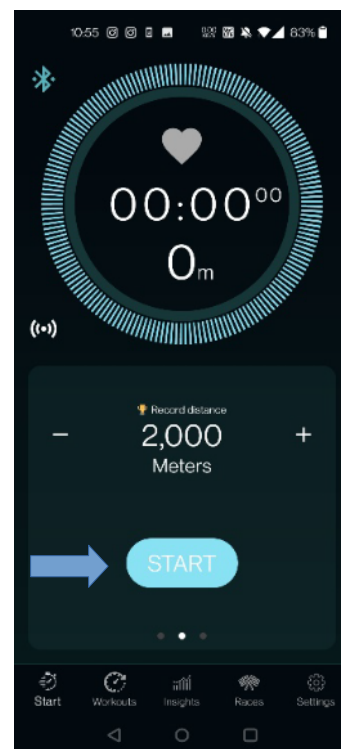 10:55 83%
00:00 00
0m
Record distance
2,000
Meters
START
Start Workouts Insights Races Settings